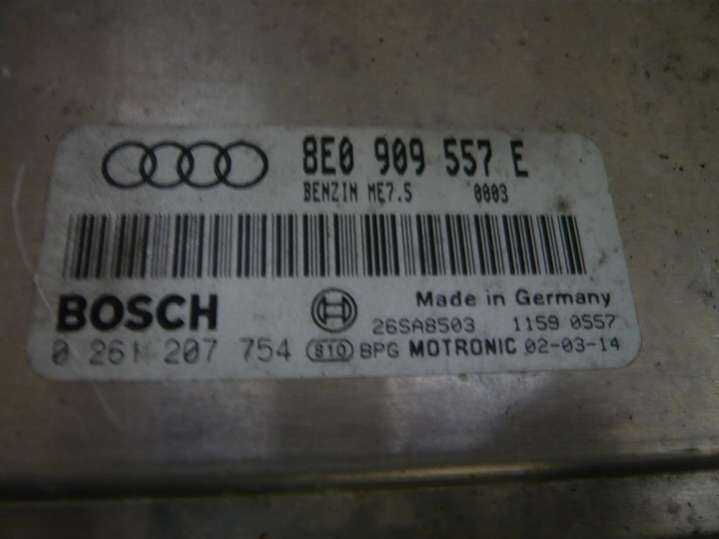 8E0 909 557 E
BENZIN ME7.5 0003
BOSCH
Made in Germany
26SA8503 1159 0557
0 261 207 754 S10 BPG MOTRONIC 02-03-14